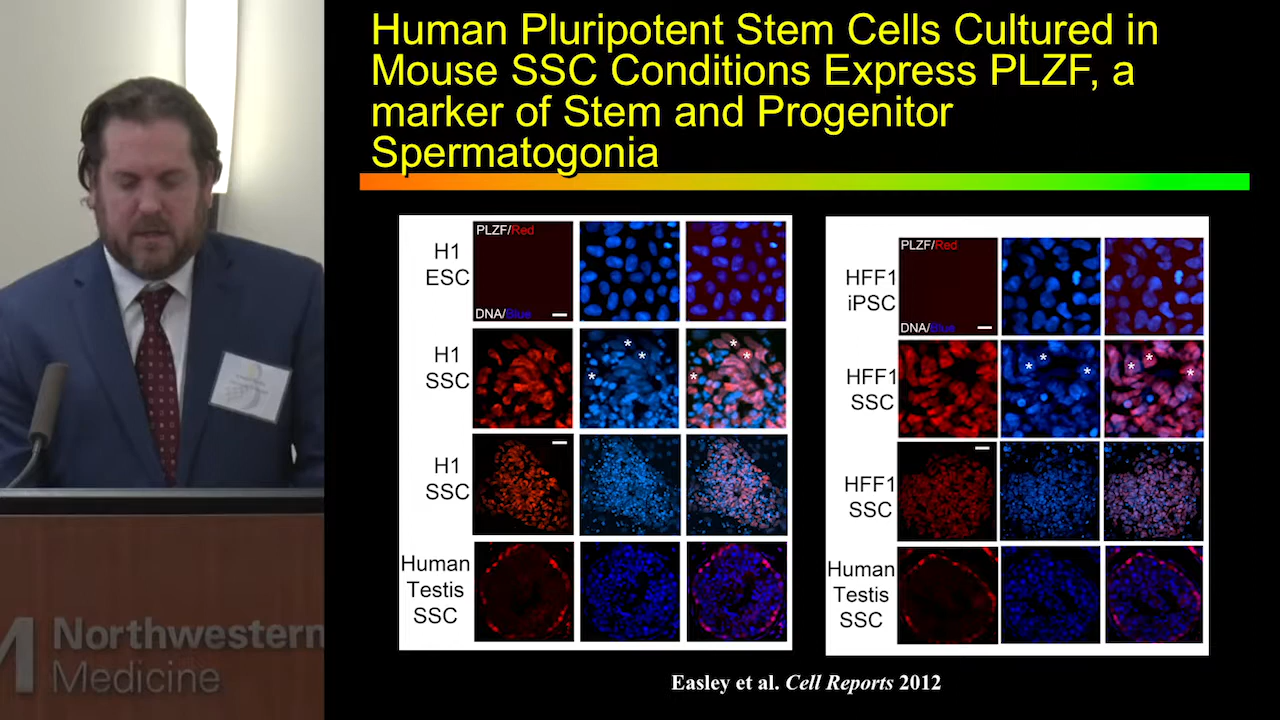 Human Pluripotent Stem Cells Cultured in
Mouse SSC Conditions Express PLZF, a
marker of Stem and Progenitor
Spermatogonia
H1
ESC
PLZF/Red
DNA/Blue
H1
SSC
* * *
* * *
H1
SSC
Human
Testis
SSC
HFF1
iPSC
PLZF/Red
DNA/Blue
HFF1
SSC
* * *
* * *
HFF1
SSC
Human
Testis
SSC
Easley et al. Cell Reports 2012
M Northwestern
Medicine